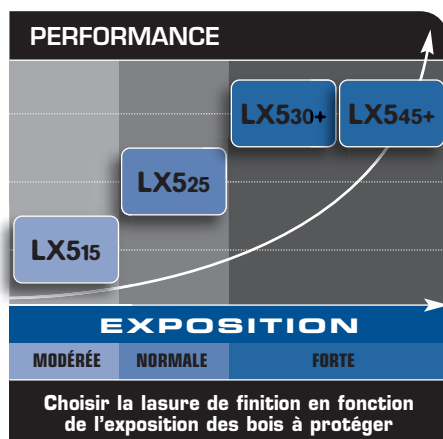 PERFORMANCE
LX530+ LX545+
LX525
LX515
EXPOSITION
MODÉRÉE NORMALE FORTE
Choisir la lasure de finition en fonction
de l'exposition des bois à protéger